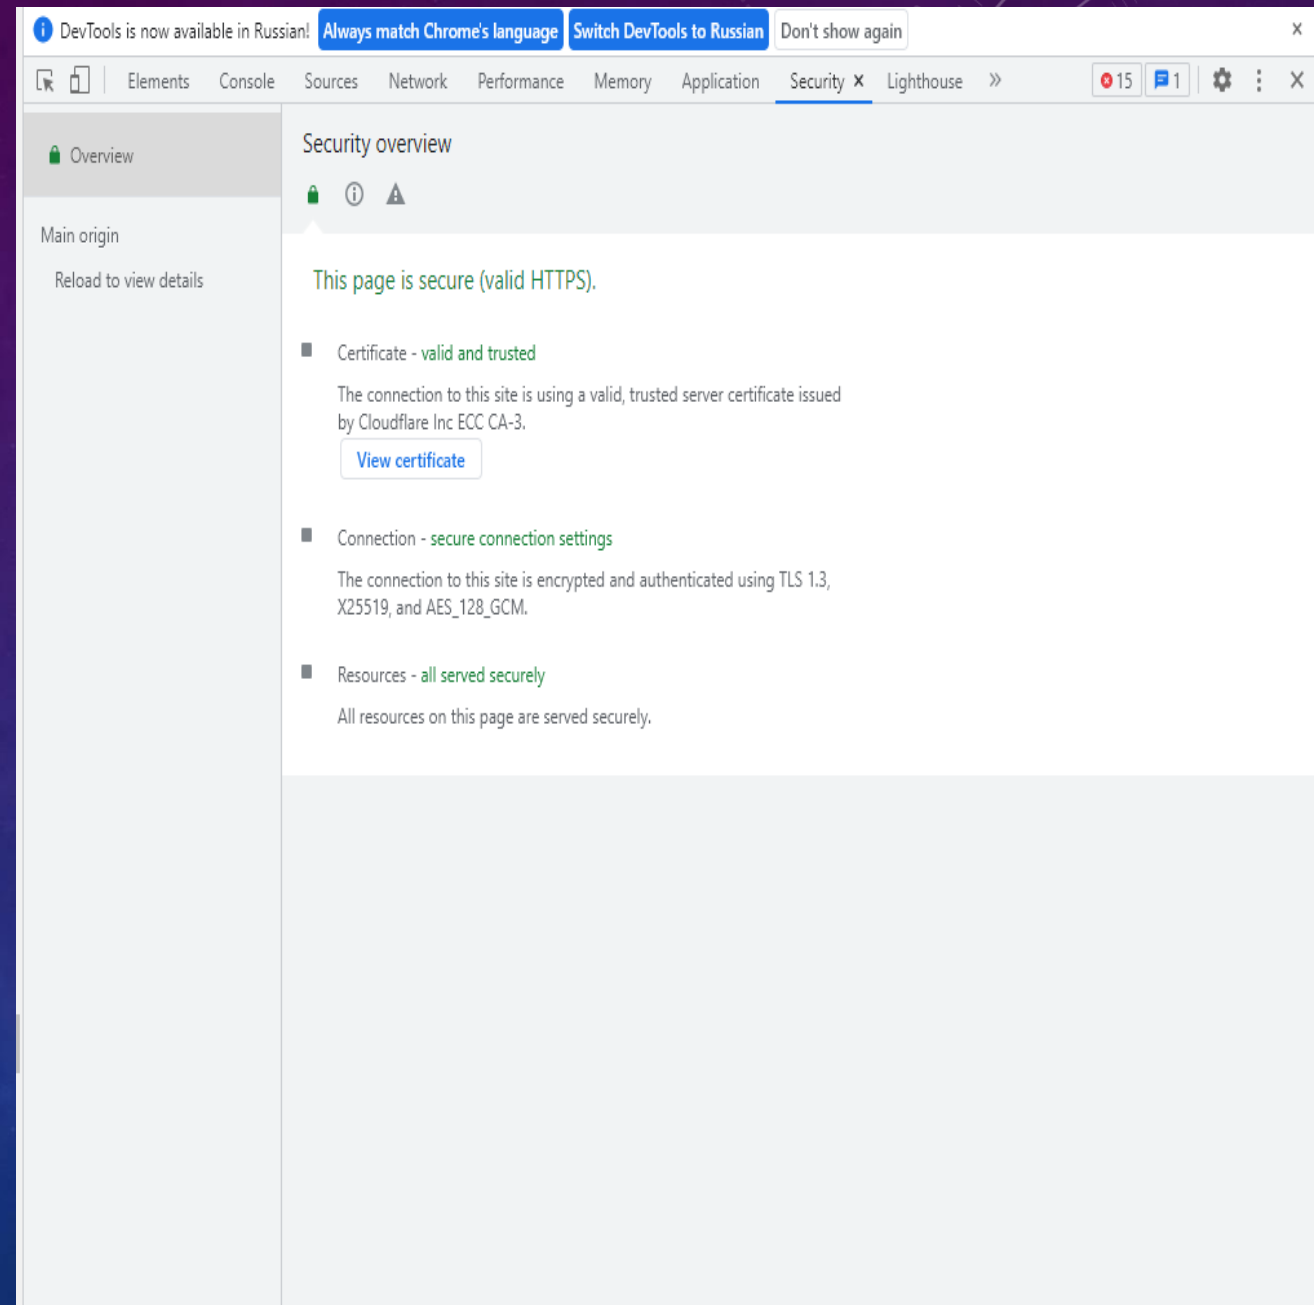 DevTools is now available in Russian! Always match Chrome's language Switch DevTools to Russian Don't show again
Elements Console Sources Network Performance Memory Application Security Lighthouse 15 1
Overview
Main origin
Reload to view details
Security overview
This page is secure (valid HTTPS).
Certificate - valid and trusted
The connection to this site is using a valid, trusted server certificate issued
by Cloudflare Inc ECC CA-3.
View certificate
Connection - secure connection settings
The connection to this site is encrypted and authenticated using TLS 1.3,
X25519, and AES_128_GCM.
Resources - all served securely
All resources on this page are served securely.